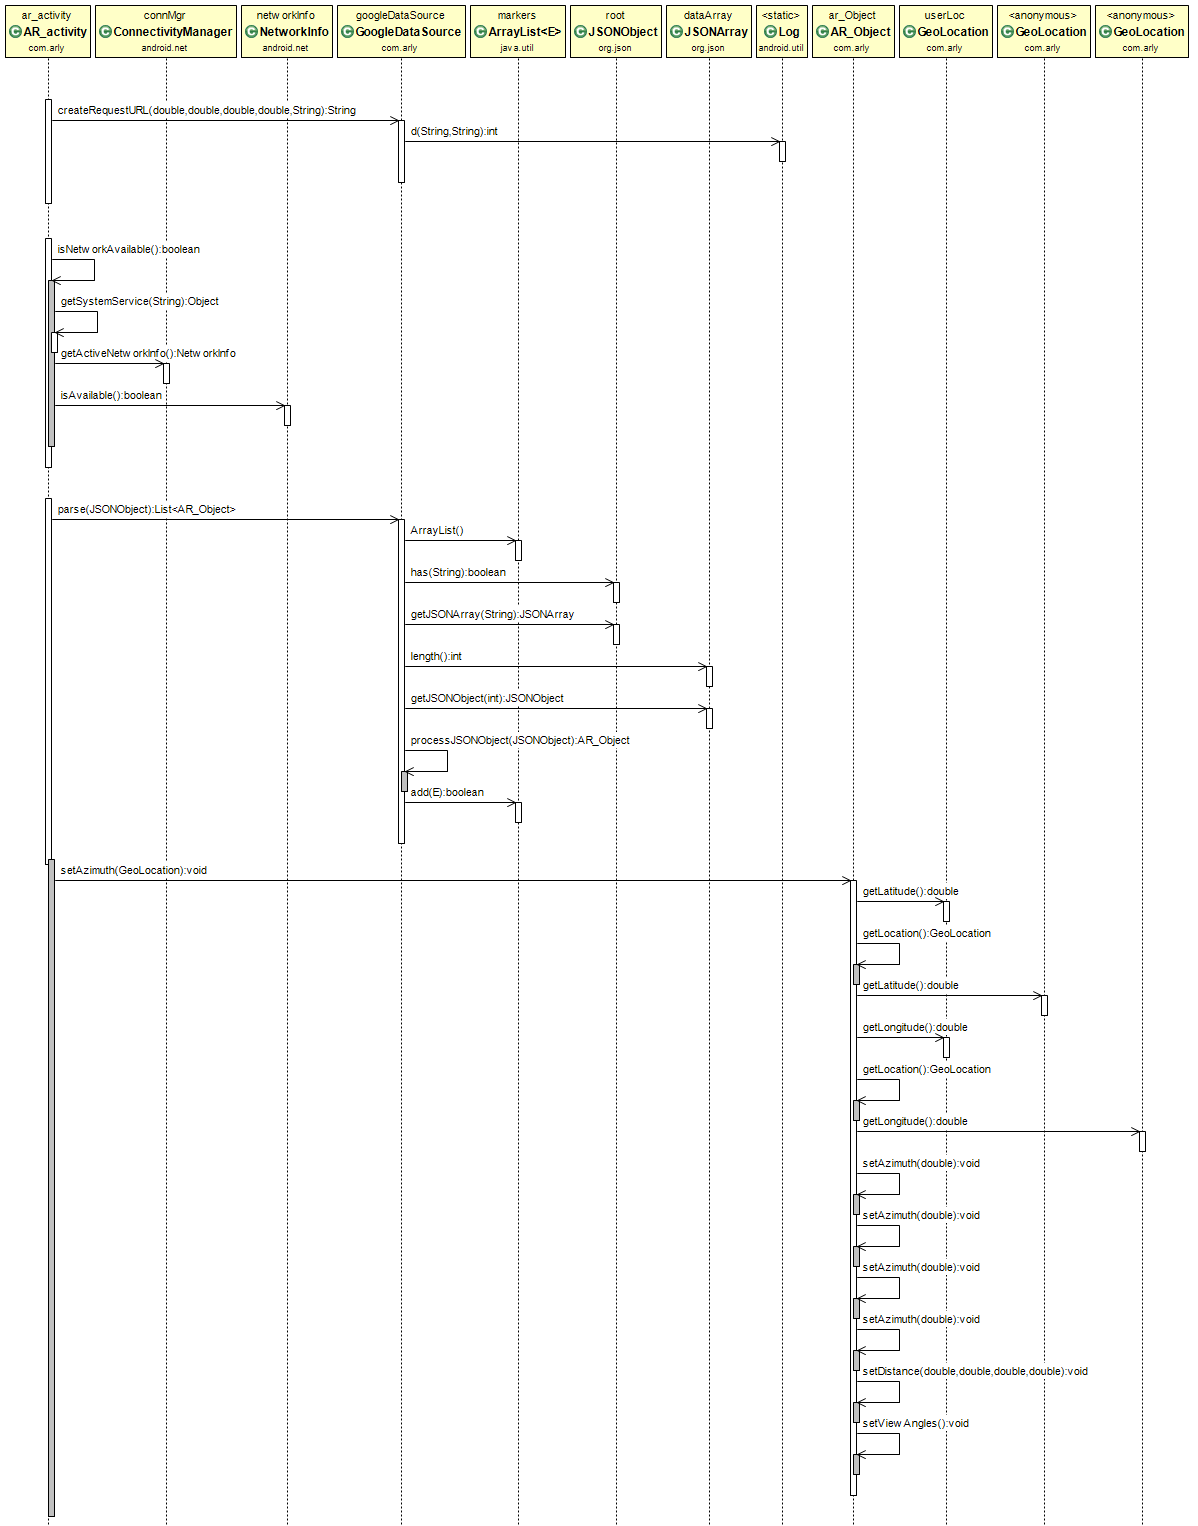 ar_activity
AR_activity
com.arly
connMgr
ConnectivityManager
android.net
networkInfo
NetworkInfo
android.net
googleDataSource
GoogleDataSource
com.arly
markers
ArrayList<E>
java.util
root
JSONObject
org.json
dataArray
JSONArray
org.json
<static>
Log
android.util
ar_Object
AR_Object
com.arly
userLoc
GeoLocation
com.arly
<anonymous>
GeoLocation
com.arly
<anonymous>
GeoLocation
com.arly
createRequestURL(double,double,double,double,String):String
d(String,String):int
isNetworkAvailable():boolean
getSystemService(String):Object
getActiveNetworkInfo():NetworkInfo
isAvailable():boolean
parse(JSONObject):List<AR_Object>
ArrayList()
has(String):boolean
getJSONArray(String):JSONArray
length():int
getJSONObject(int):JSONObject
processJSONObject(JSONObject):AR_Object
add(E):boolean
setAzimuth(GeoLocation):void
getLatitude():double
getLocation():GeoLocation
getLatitude():double
getLongitude():double
getLocation():GeoLocation
getLongitude():double
setAzimuth(double):void
setAzimuth(double):void
setAzimuth(double):void
setAzimuth(double):void
setDistance(double,double,double,double):void
setViewAngles():void